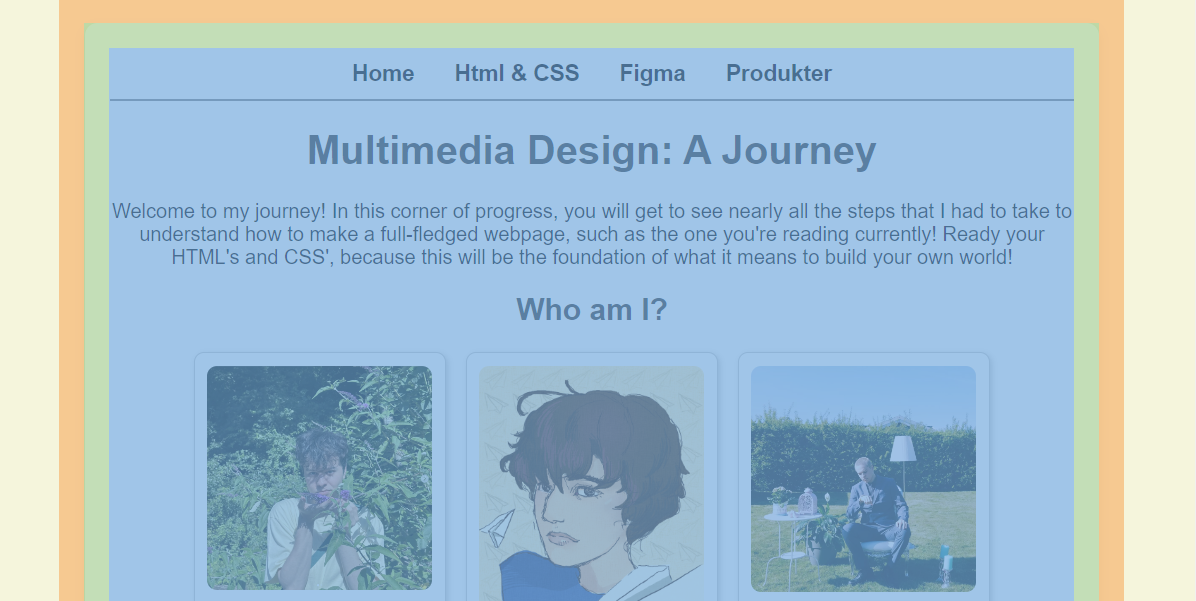 Home Html & CSS Figma Produkter
Multimedia Design: A Journey
Welcome to my journey! In this corner of progress, you will get to see nearly all the steps that I had to take to
understand how to make a full-fledged webpage, such as the one you're reading currently! Ready your
HTML's and CSS', because this will be the foundation of what it means to build your own world!
Who am I?